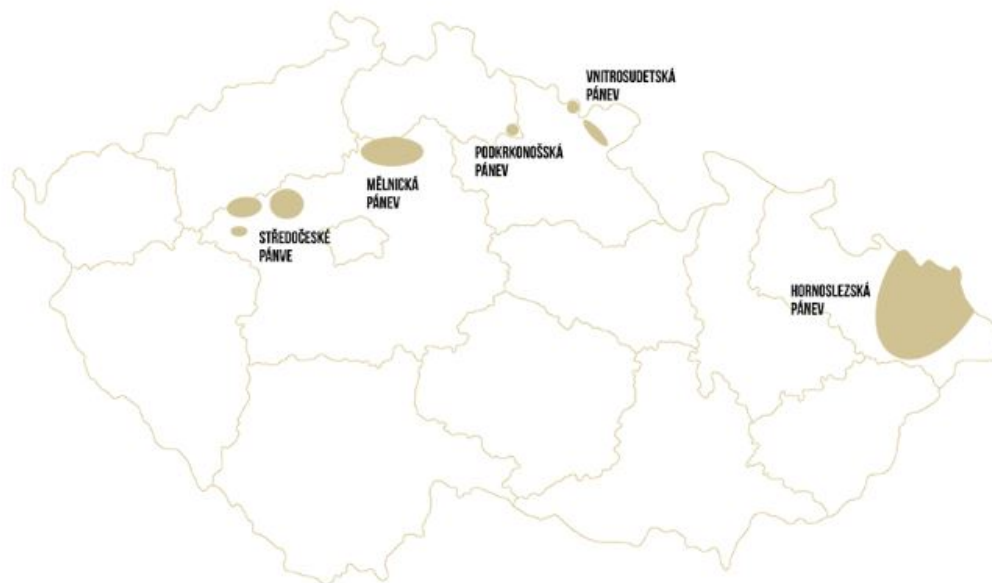 VNITROSUDETSKÁ
PÁNEV
PODKRKONOŠSKÁ
PÁNEV
MĚLNICKÁ
PÁNEV
STŘEDOČESKÉ
PÁNVE
HORNOSLEZSKÁ
PÁNEV